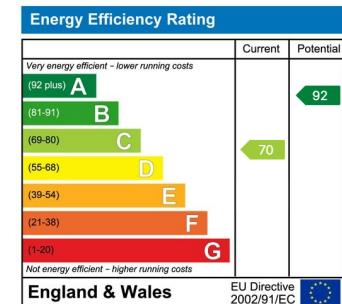 Energy Efficiency Rating
Current Potential
Very energy efficient - lower running costs
(92 plus) A
92
(81-91) B
(69-80) C
70
(55-68) D
(39-54) E
(21-38) F
(1-20) G
Not energy efficient - higher running costs
England & Wales
EU Directive
2002/91/EC